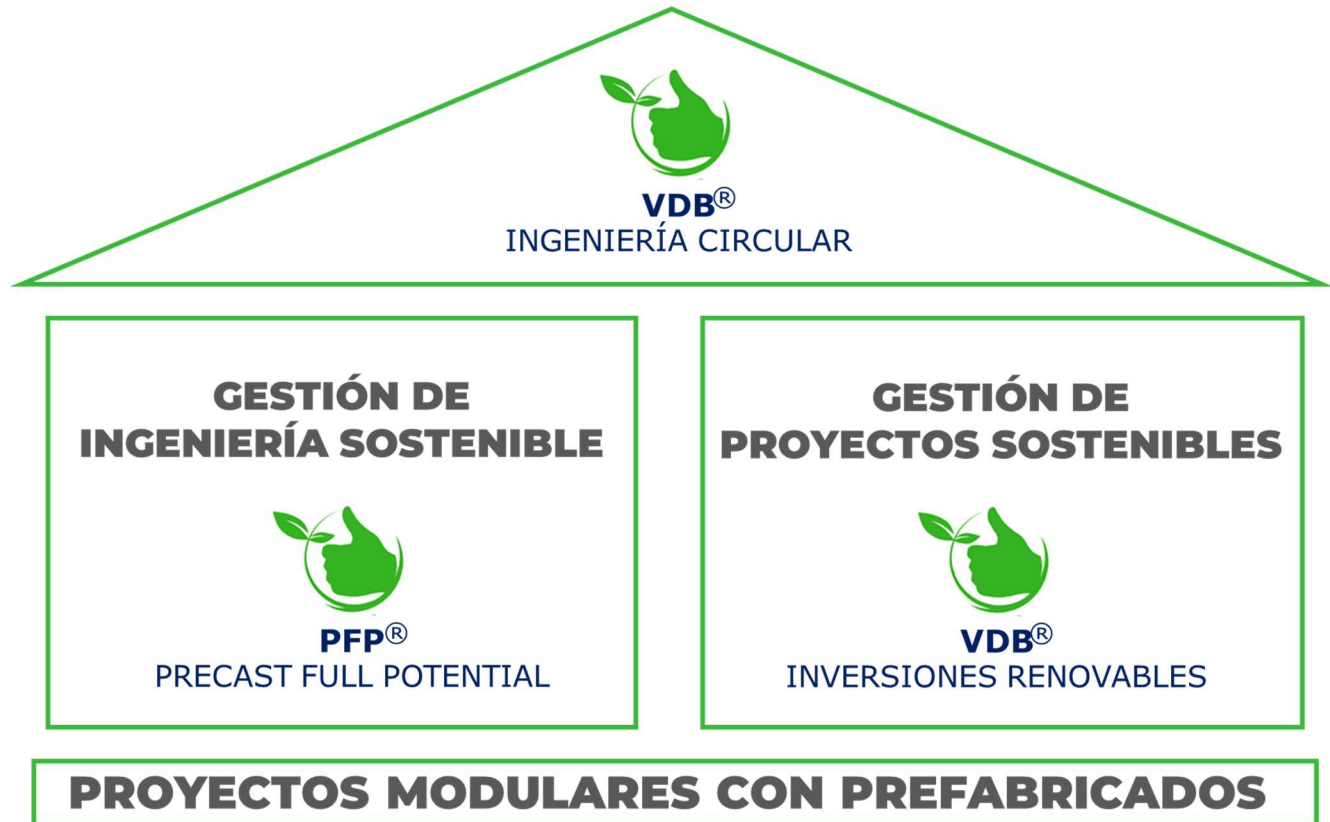 VDB®
INGENIERÍA CIRCULAR
GESTIÓN DE
INGENIERÍA SOSTENIBLE
PFP®
PRECAST FULL POTENTIAL
GESTIÓN DE
PROYECTOS SOSTENIBLES
VDB®
INVERSIONES RENOVABLES
PROYECTOS MODULARES CON PREFABRICADOS